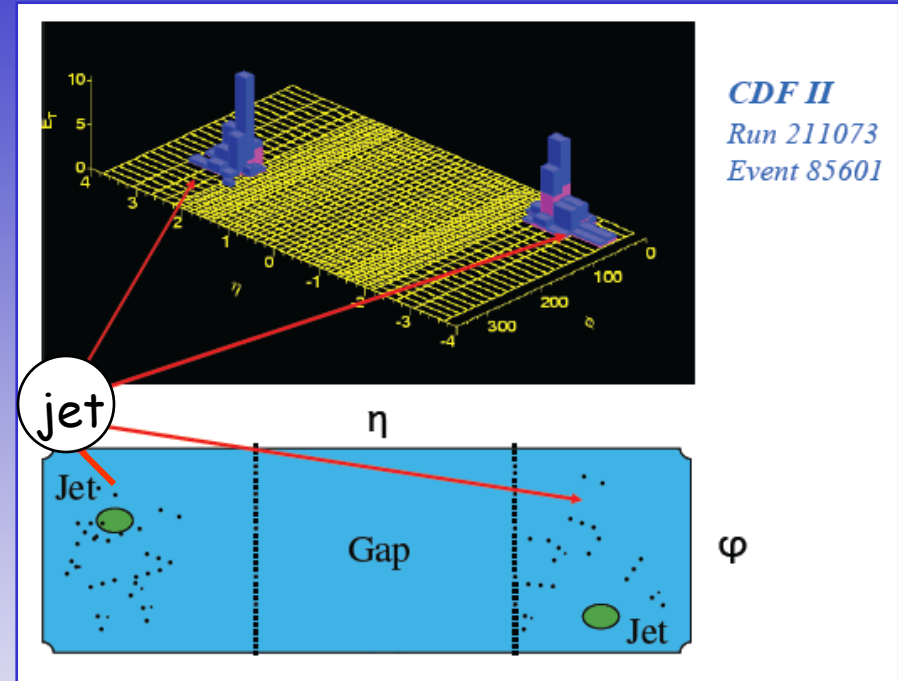 CDF II
Run 211073
Event 85601
10
5
0
E_T
4
3
2
1
0
-1
-2
-3
-4
η
0
100
200
300
ø
jet
η
Jet
Gap
φ
Jet